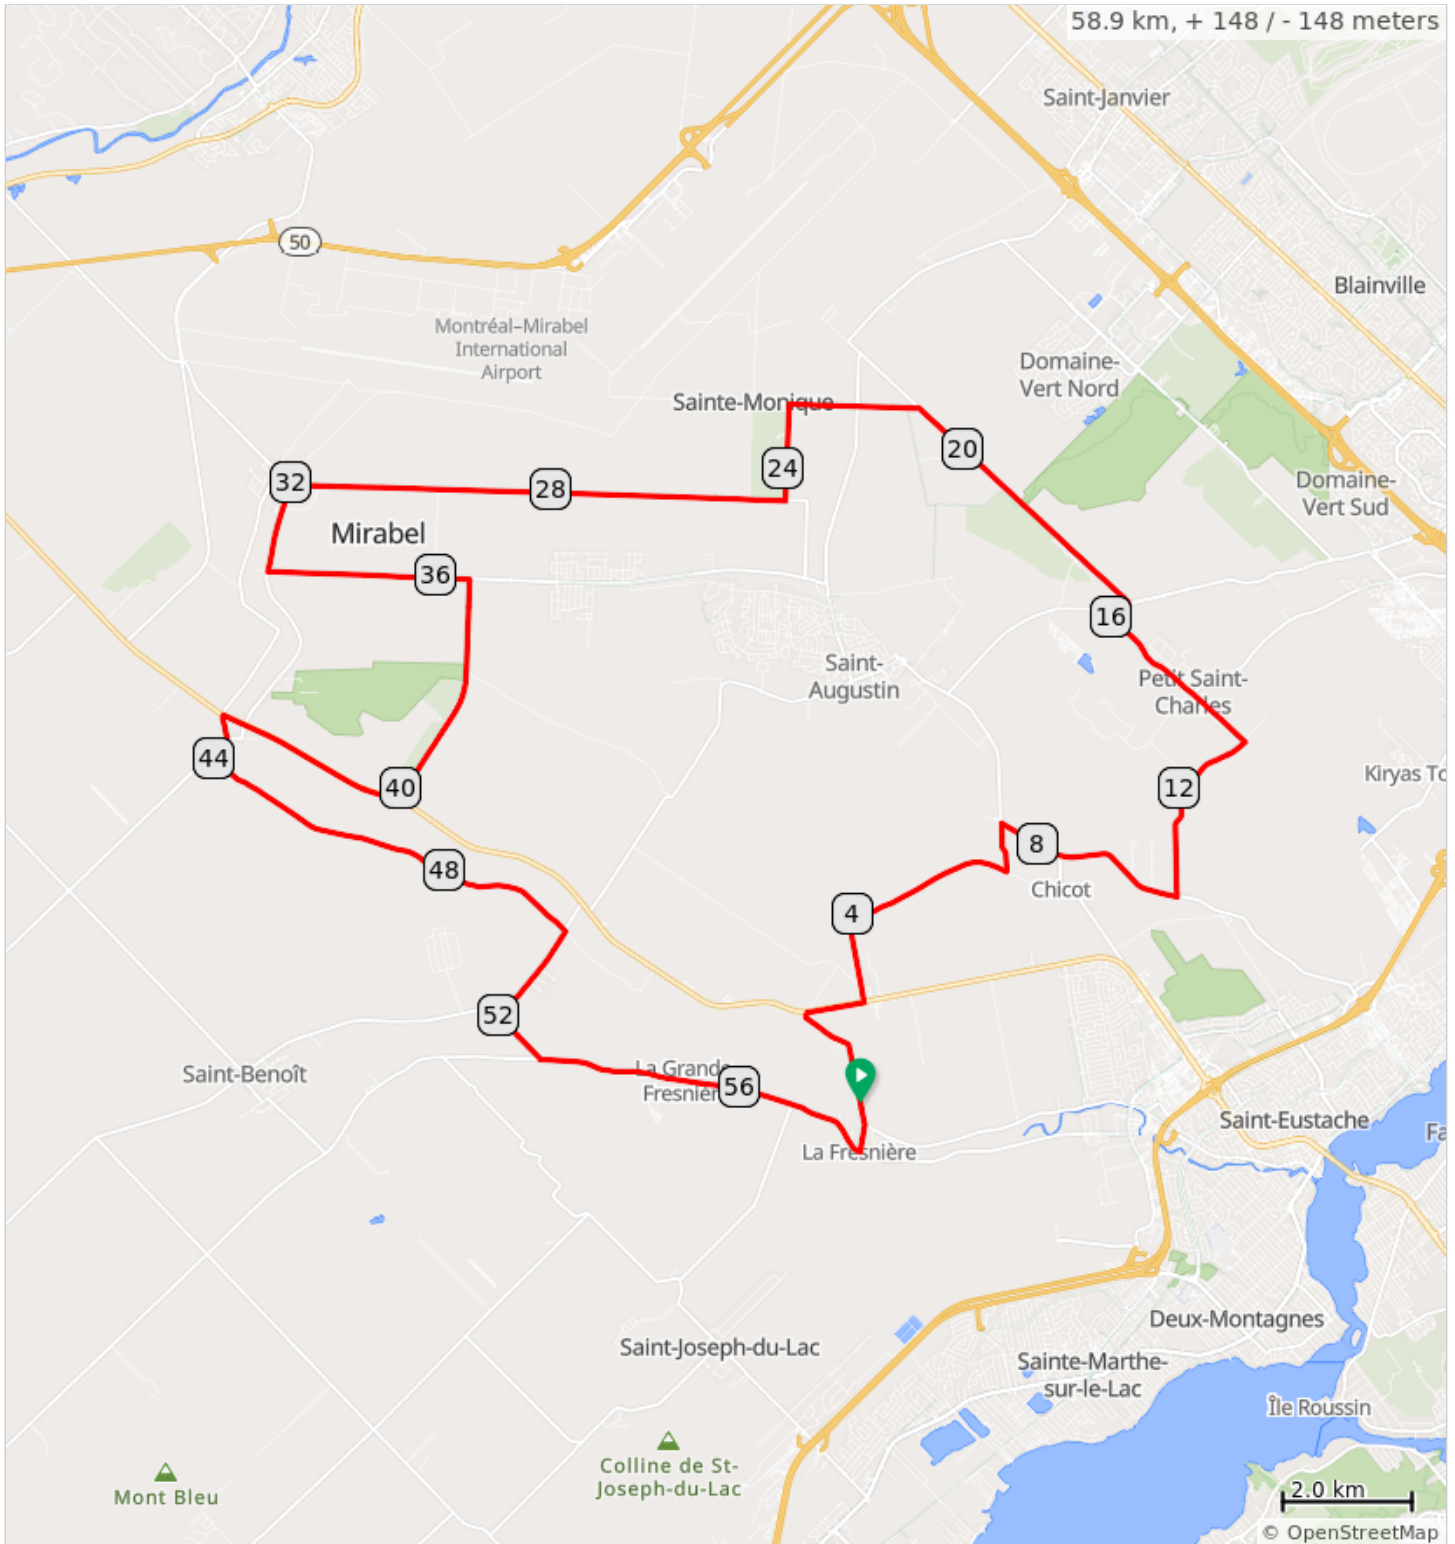 58.9 km, + 148 / - 148 meters
Saint-Janvier
50
Blainville
Montréal–Mirabel
International
Airport
Domaine-
Vert Nord
Sainte-Monique
20
24
32
28
Domaine-
Vert Sud
Mirabel
36
16
Saint-
Augustin
Petit Saint-
Charles
44
40
12
Kiryas To
8
48
Chicot
4
52
Saint-Benoît
La Grande
Fresnière
56
Saint-Eustache
Fa
La Fresnière
Deux-Montagnes
Saint-Joseph-du-Lac
Sainte-Marthe-
sur-le-Lac
Île Roussin
Colline de St-
Joseph-du-Lac
Mont Bleu
2.0 km
© OpenStreetMap